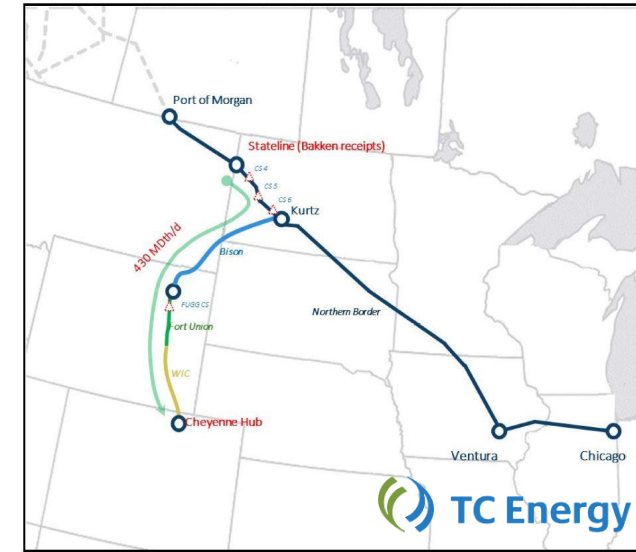 Port of Morgan
Stateline (Bakken receipts)
CS 4
CS 5
CS 6
Kurtz
430 MDth/d
Bison
FUGG CS
Fort Union
Northern Border
WIC
Cheyenne Hub
Ventura
Chicago
TC Energy